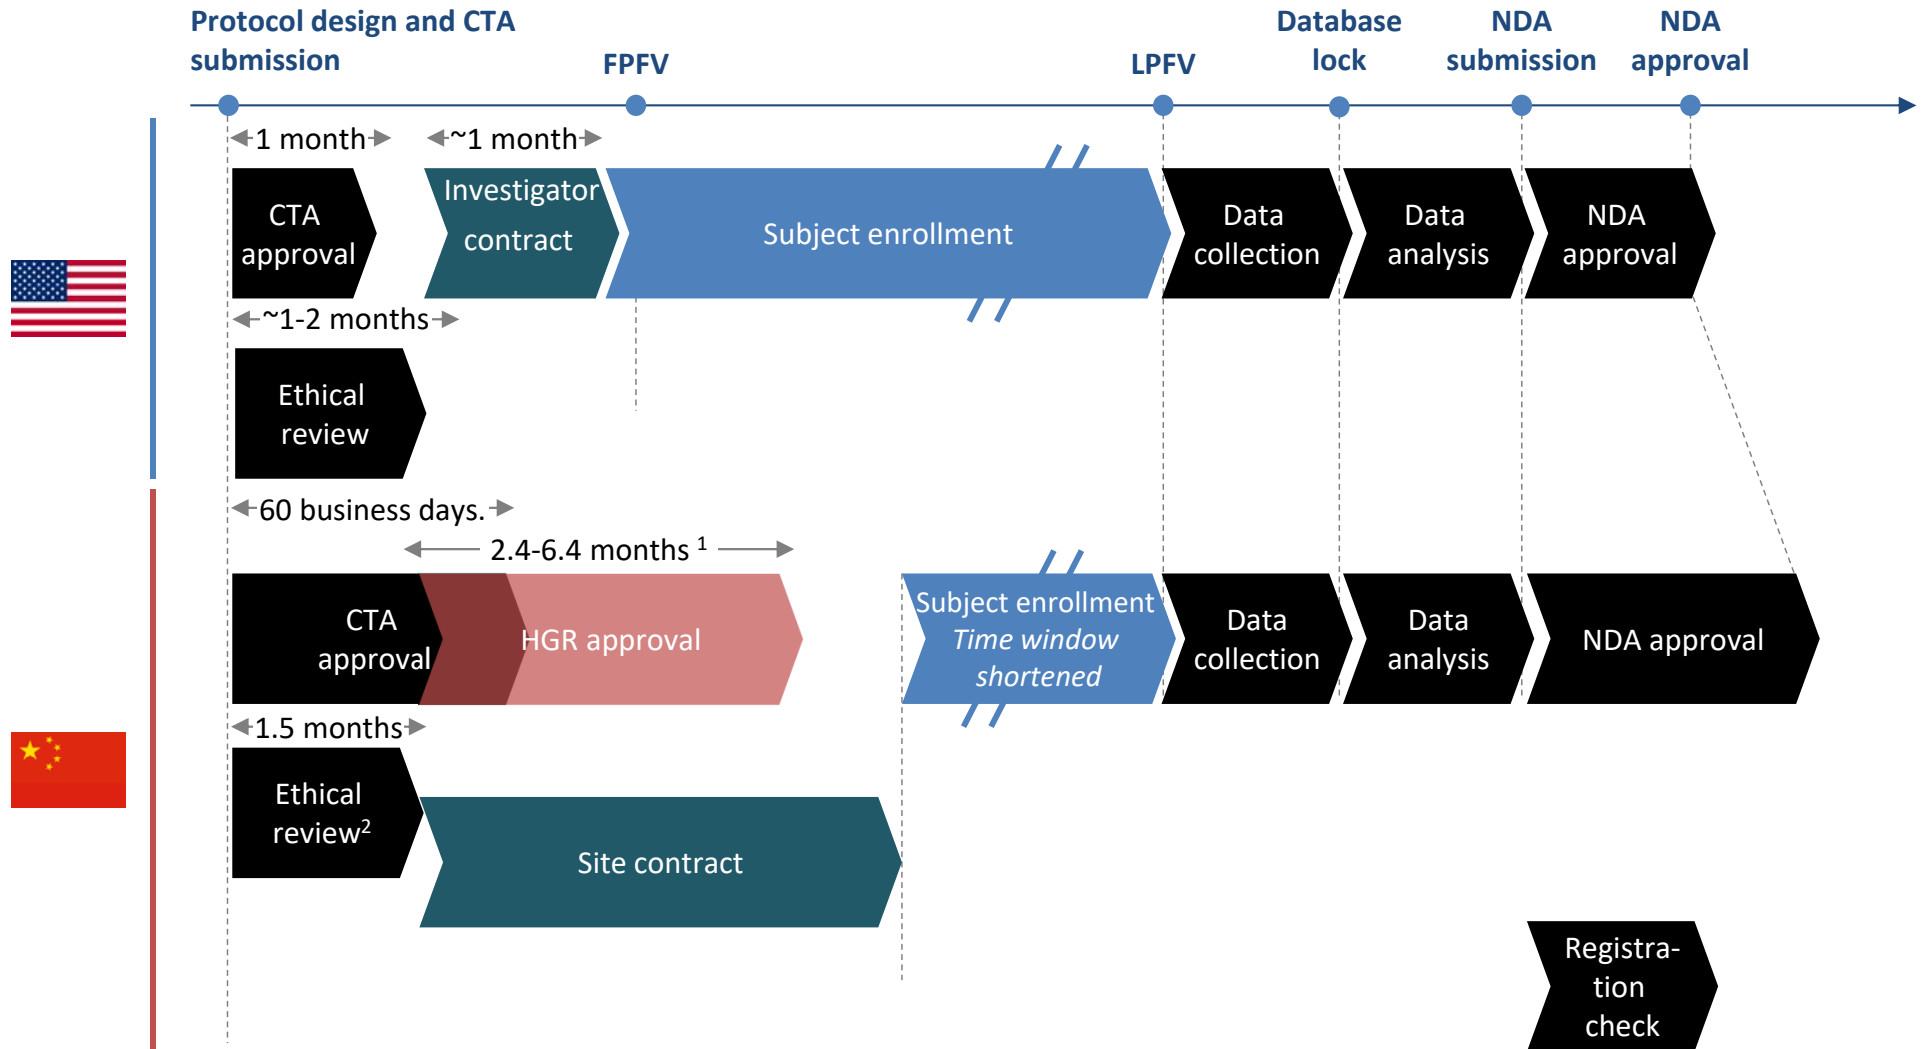 Protocol design and CTA
submission
FPFV
LPFV
Database
lock
NDA
submission
NDA
approval
1 month
~1 month
CTA
approval
Investigator
contract
Subject enrollment
Data
collection
Data
analysis
NDA
approval
~1-2 months
Ethical
review
60 business days.
2.4-6.4 months 1
CTA
approval
HGR approval
Subject enrollment
Time window
shortened
Data
collection
Data
analysis
NDA approval
1.5 months
Ethical
review2
Site contract
Registra-
tion
check